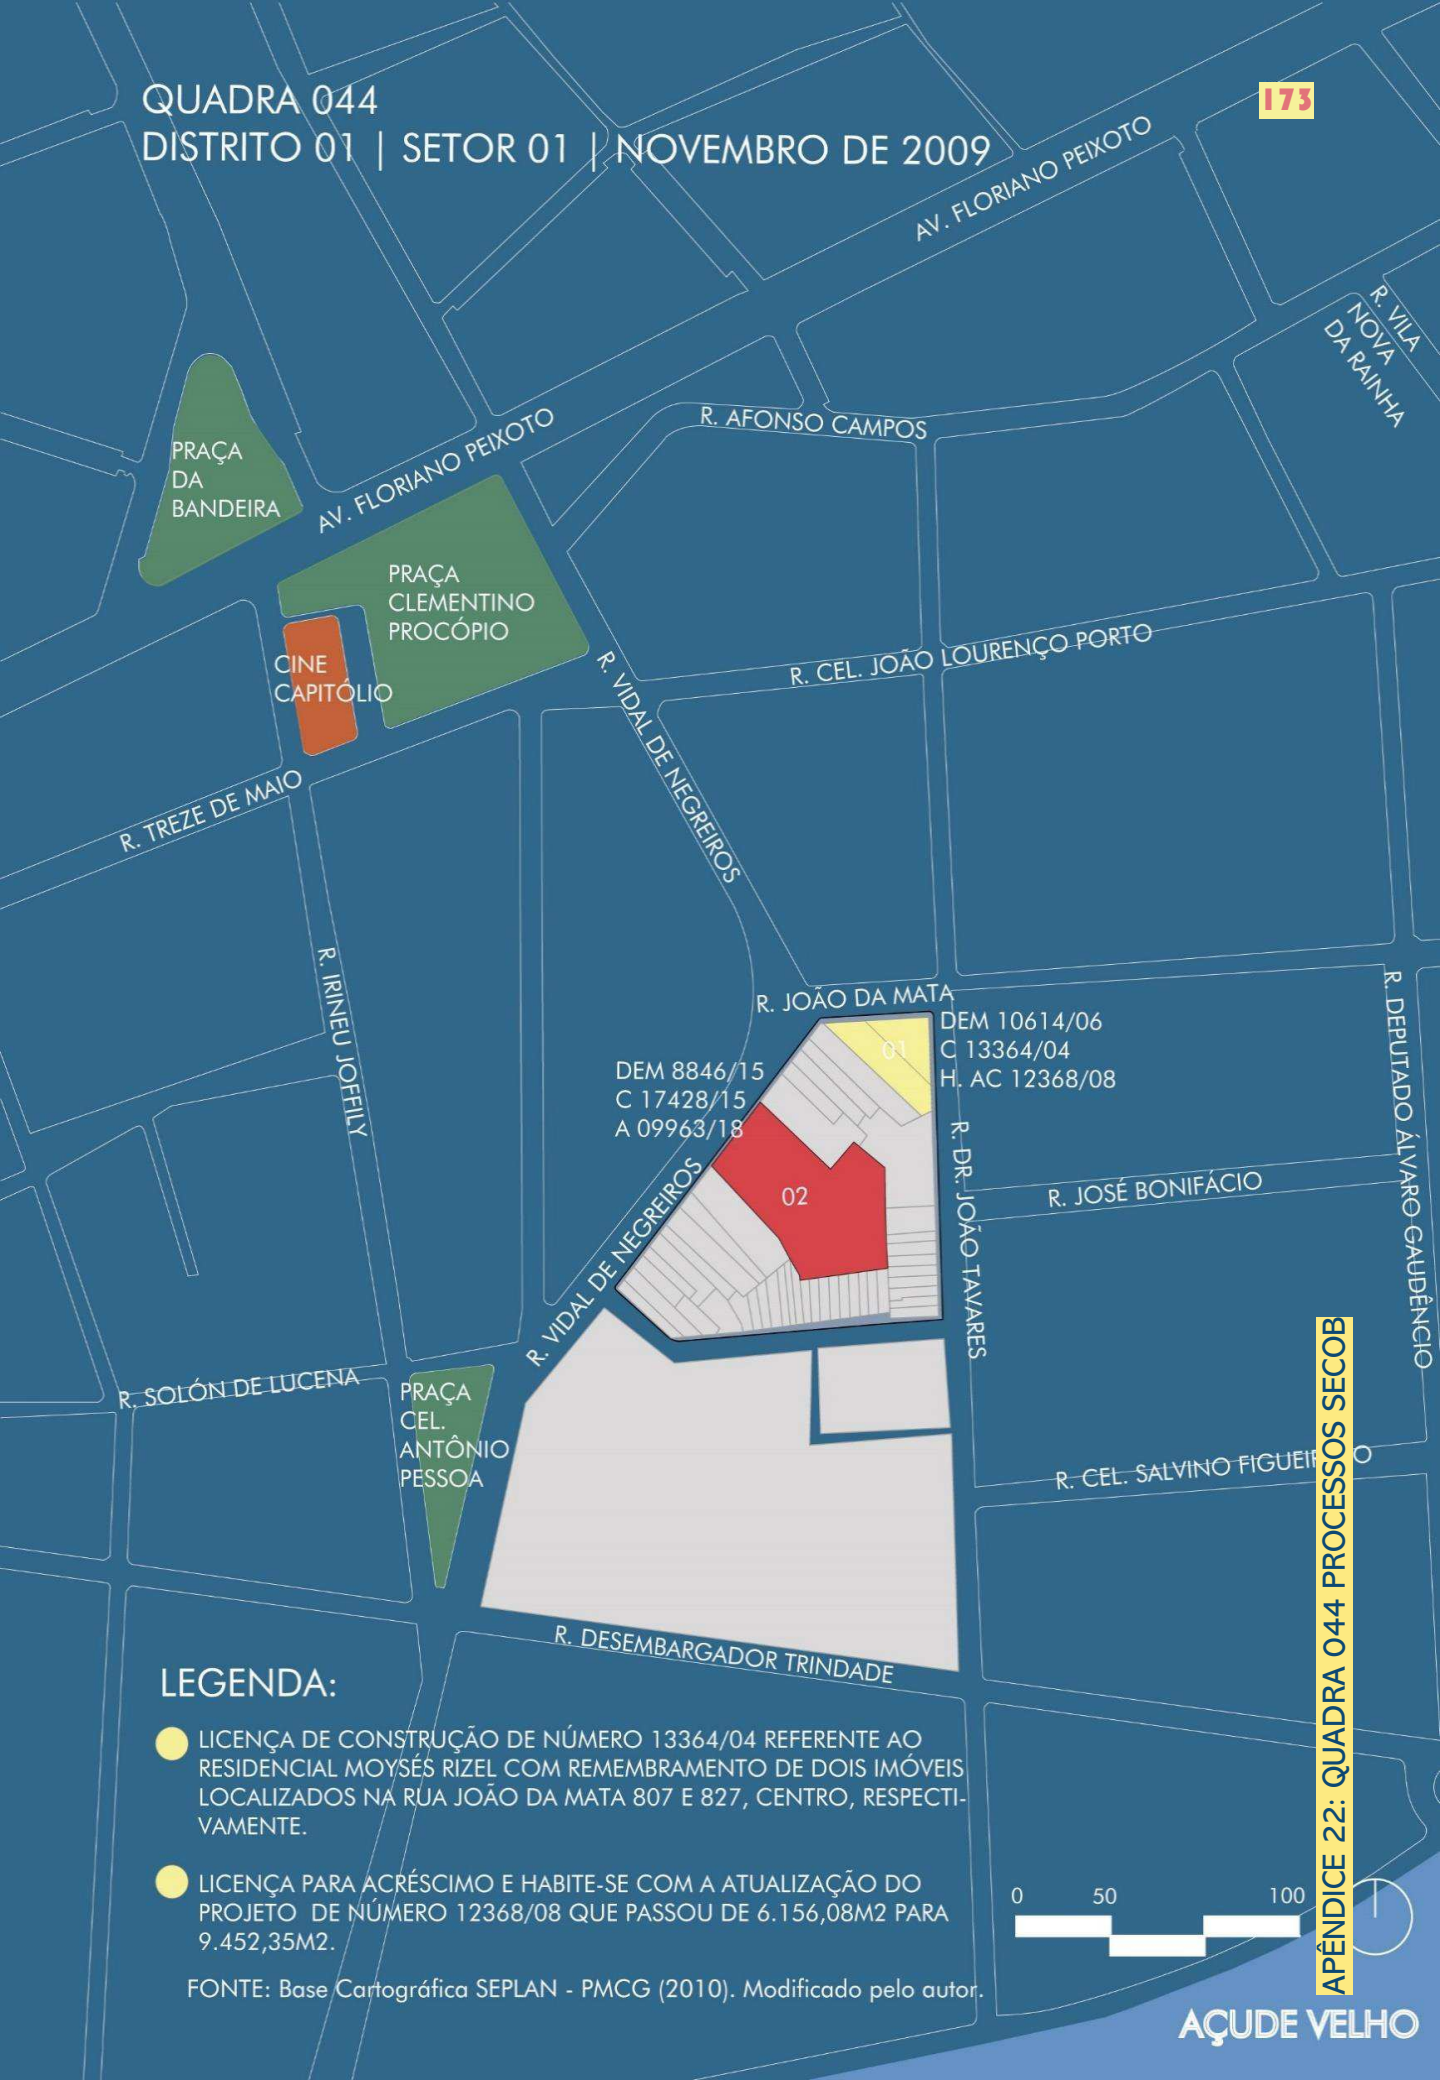 QUADRA 044
DISTRITO 01 | SETOR 01 | NOVEMBRO DE 2009
173
AV. FLORIANO PEIXOTO
R. VILA
NOVA
DA RAINHA
R. AFONSO CAMPOS
PRAÇA
DA
BANDEIRA
AV. FLORIANO PEIXOTO
PRAÇA
CLEMENTINO
PROCÓPIO
CINE
CAPITÓLIO
R. CEL. JOÃO LOURENÇO PORTO
R. VIDAL DE NEGREIROS
R. TREZE DE MAIO
R. IRINEU JOFFILY
R. JOÃO DA MATA
R. DEPUTADO ÁLVARO GAUDÊNCIO
DEM 10614/06
C 13364/04
H. AC 12368/08
01
DEM 8846/15
C 17428/15
A 09963/18
02
R. DR. JOÃO TAVARES
R. JOSÉ BONIFÁCIO
R. VIDAL DE NEGREIROS
R. SOLÓN DE LUCENA
PRAÇA
CEL.
ANTÔNIO
PESSOA
R. CEL. SALVINO
R. DESEMBARGADOR TRINDADE
LEGENDA:
LICENÇA DE CONSTRUÇÃO DE NÚMERO 13364/04 REFERENTE AO
RESIDENCIAL MOYSÉS RIZEL COM REMEMBRAMENTO DE DOIS IMÓVEIS
LOCALIZADOS NA RUA JOÃO DA MATA 807 E 827, CENTRO, RESPECTI-
VAMENTE.
LICENÇA PARA ACRÉSCIMO E HABITE-SE COM A ATUALIZAÇÃO DO
PROJETO DE NÚMERO 12368/08 QUE PASSOU DE 6.156,08M2 PARA
9.452,35M2.
FONTE: Base Cartográfica SEPLAN - PMCG (2010). Modificado pelo autor.
0 50 100
APÊNDICE 22: QUADRA 044 PROCESSOS SECOB
AÇUDE VELHO